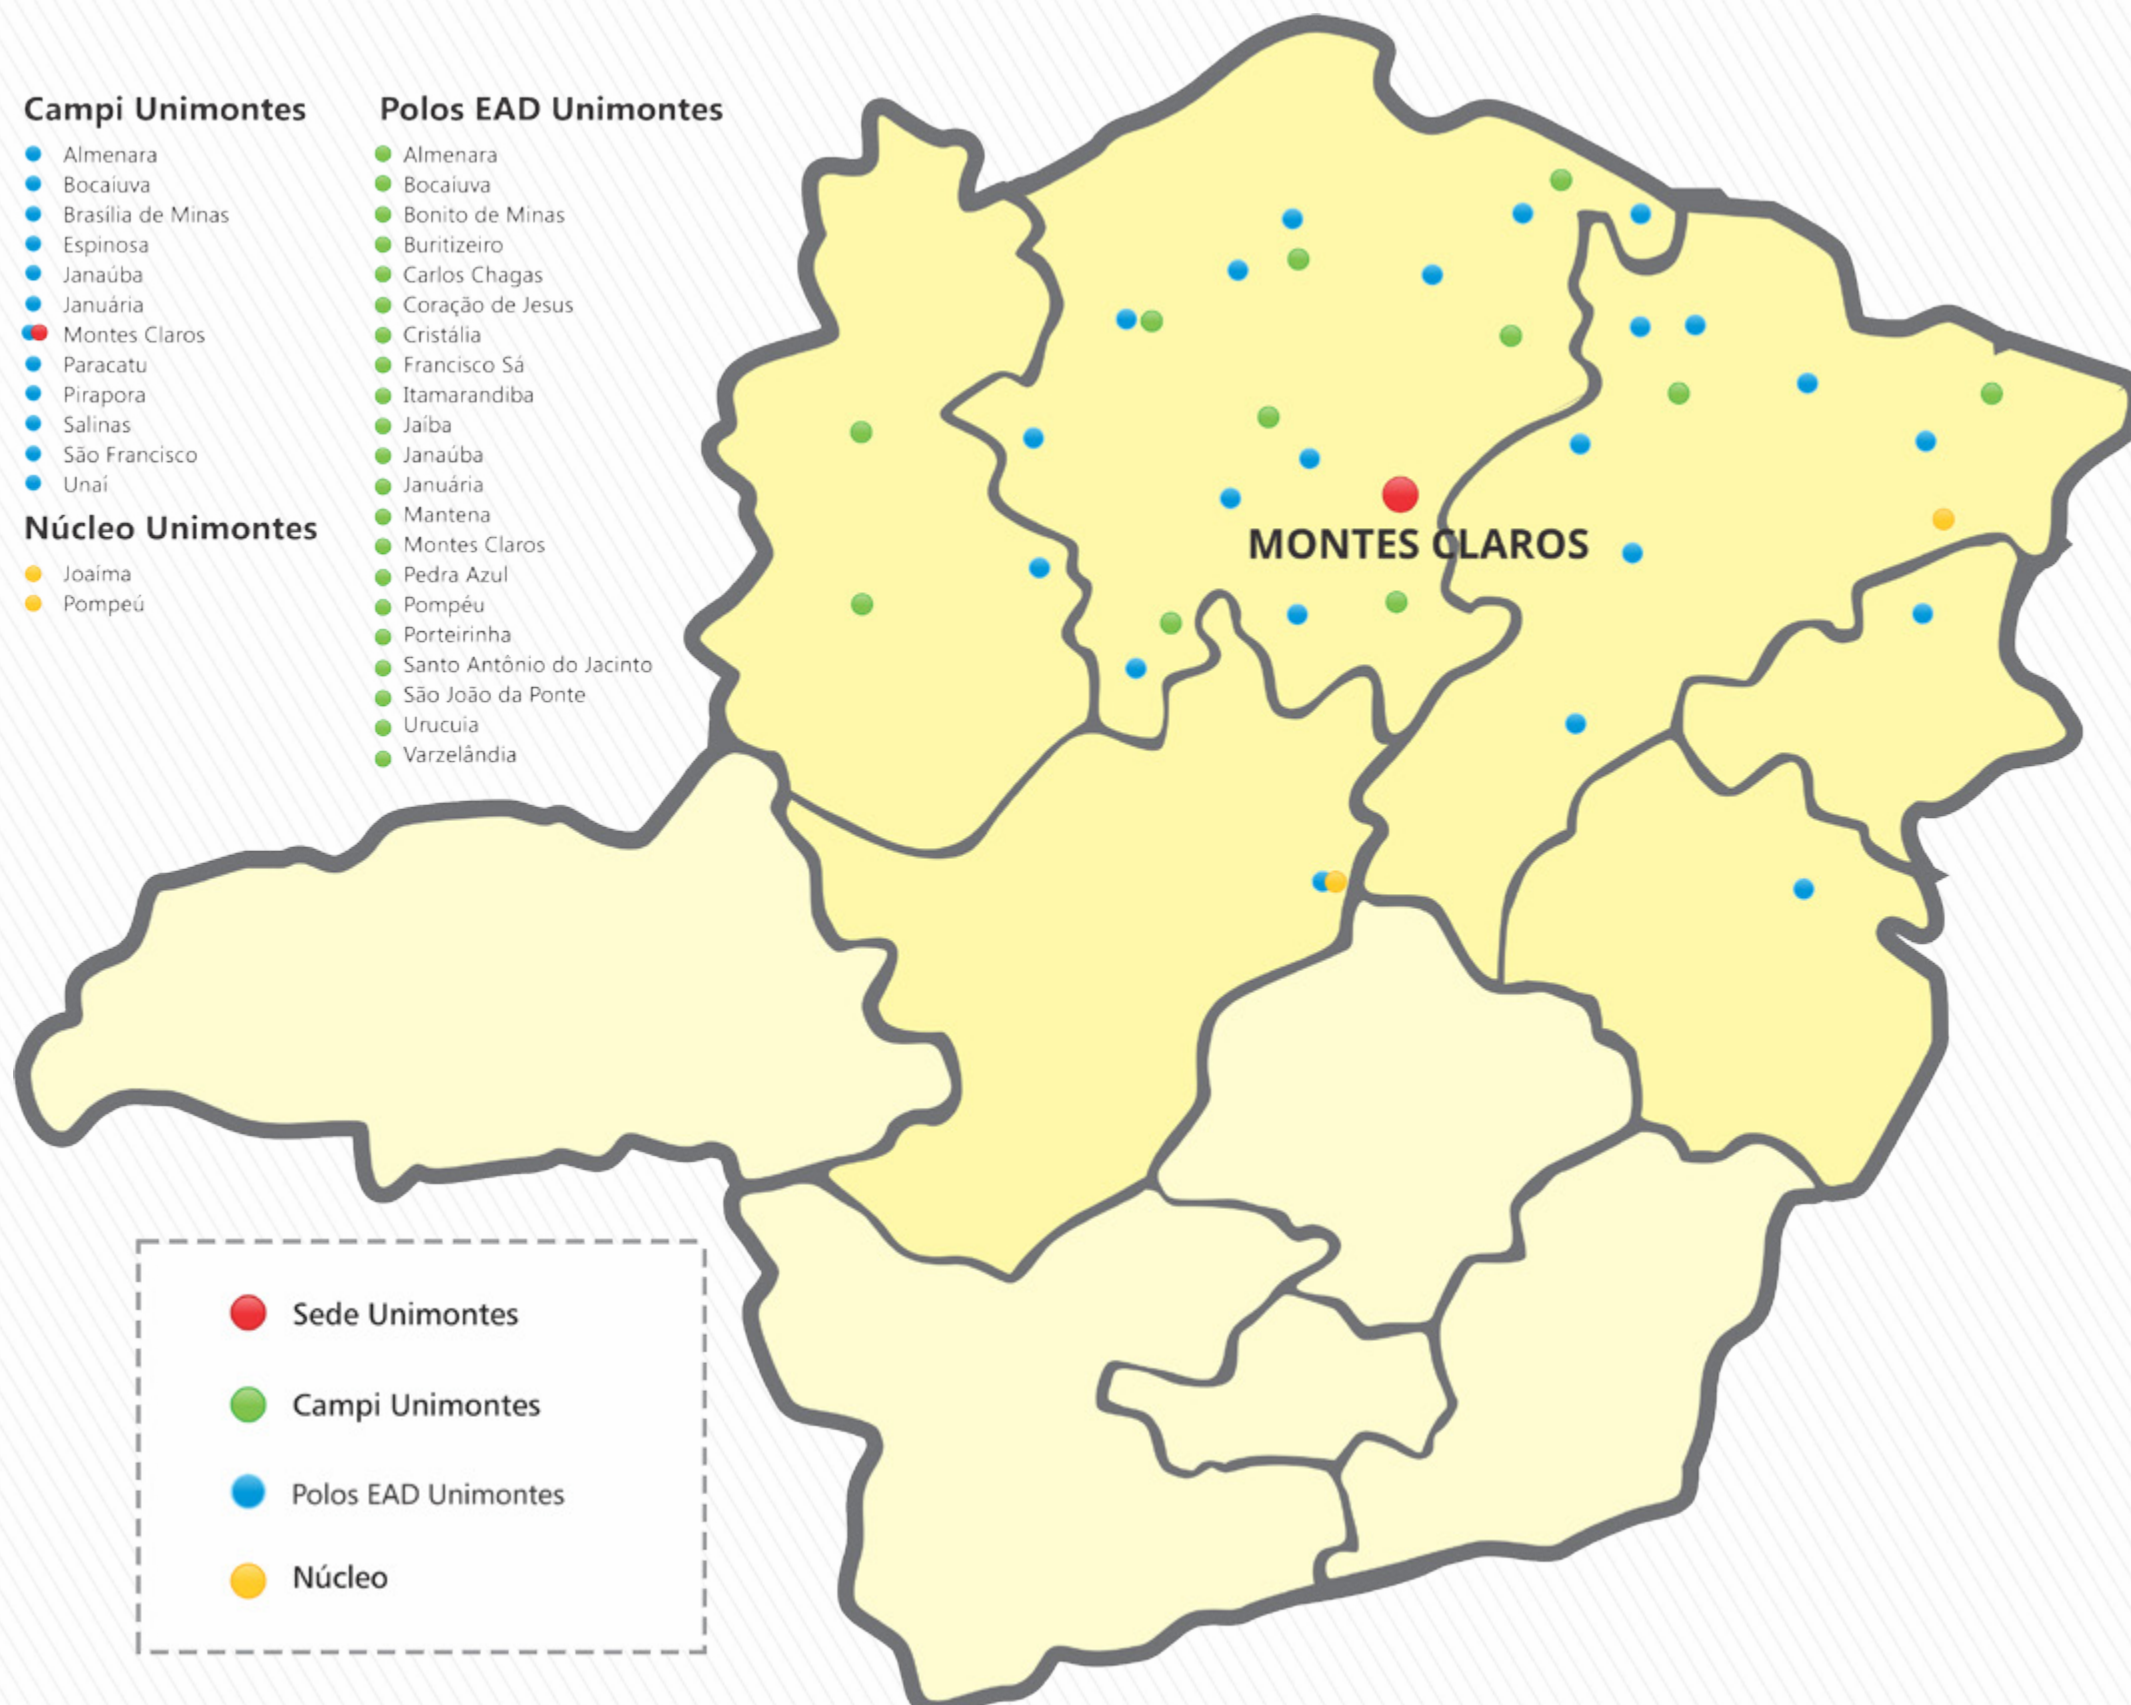 Campi Unimontes
Almenara
Bocaíuva
Brasília de Minas
Espinosa
Janaúba
Januária
Montes Claros
Paracatu
Pirapora
Salinas
São Francisco
Unaí
Núcleo Unimontes
Joaíma
Pompeú
Polos EAD Unimontes
Almenara
Bocaíuva
Bonito de Minas
Buritizeiro
Carlos Chagas
Coração de Jesus
Cristália
Francisco Sá
Itamarandiba
Jaíba
Janaúba
Januária
Mantena
Montes Claros
Pedra Azul
Pompéu
Porteirinha
Santo Antônio do Jacinto
São João da Ponte
Urucuia
Varzelândia
MONTES CLAROS
Sede Unimontes
Campi Unimontes
Polos EAD Unimontes
Núcleo